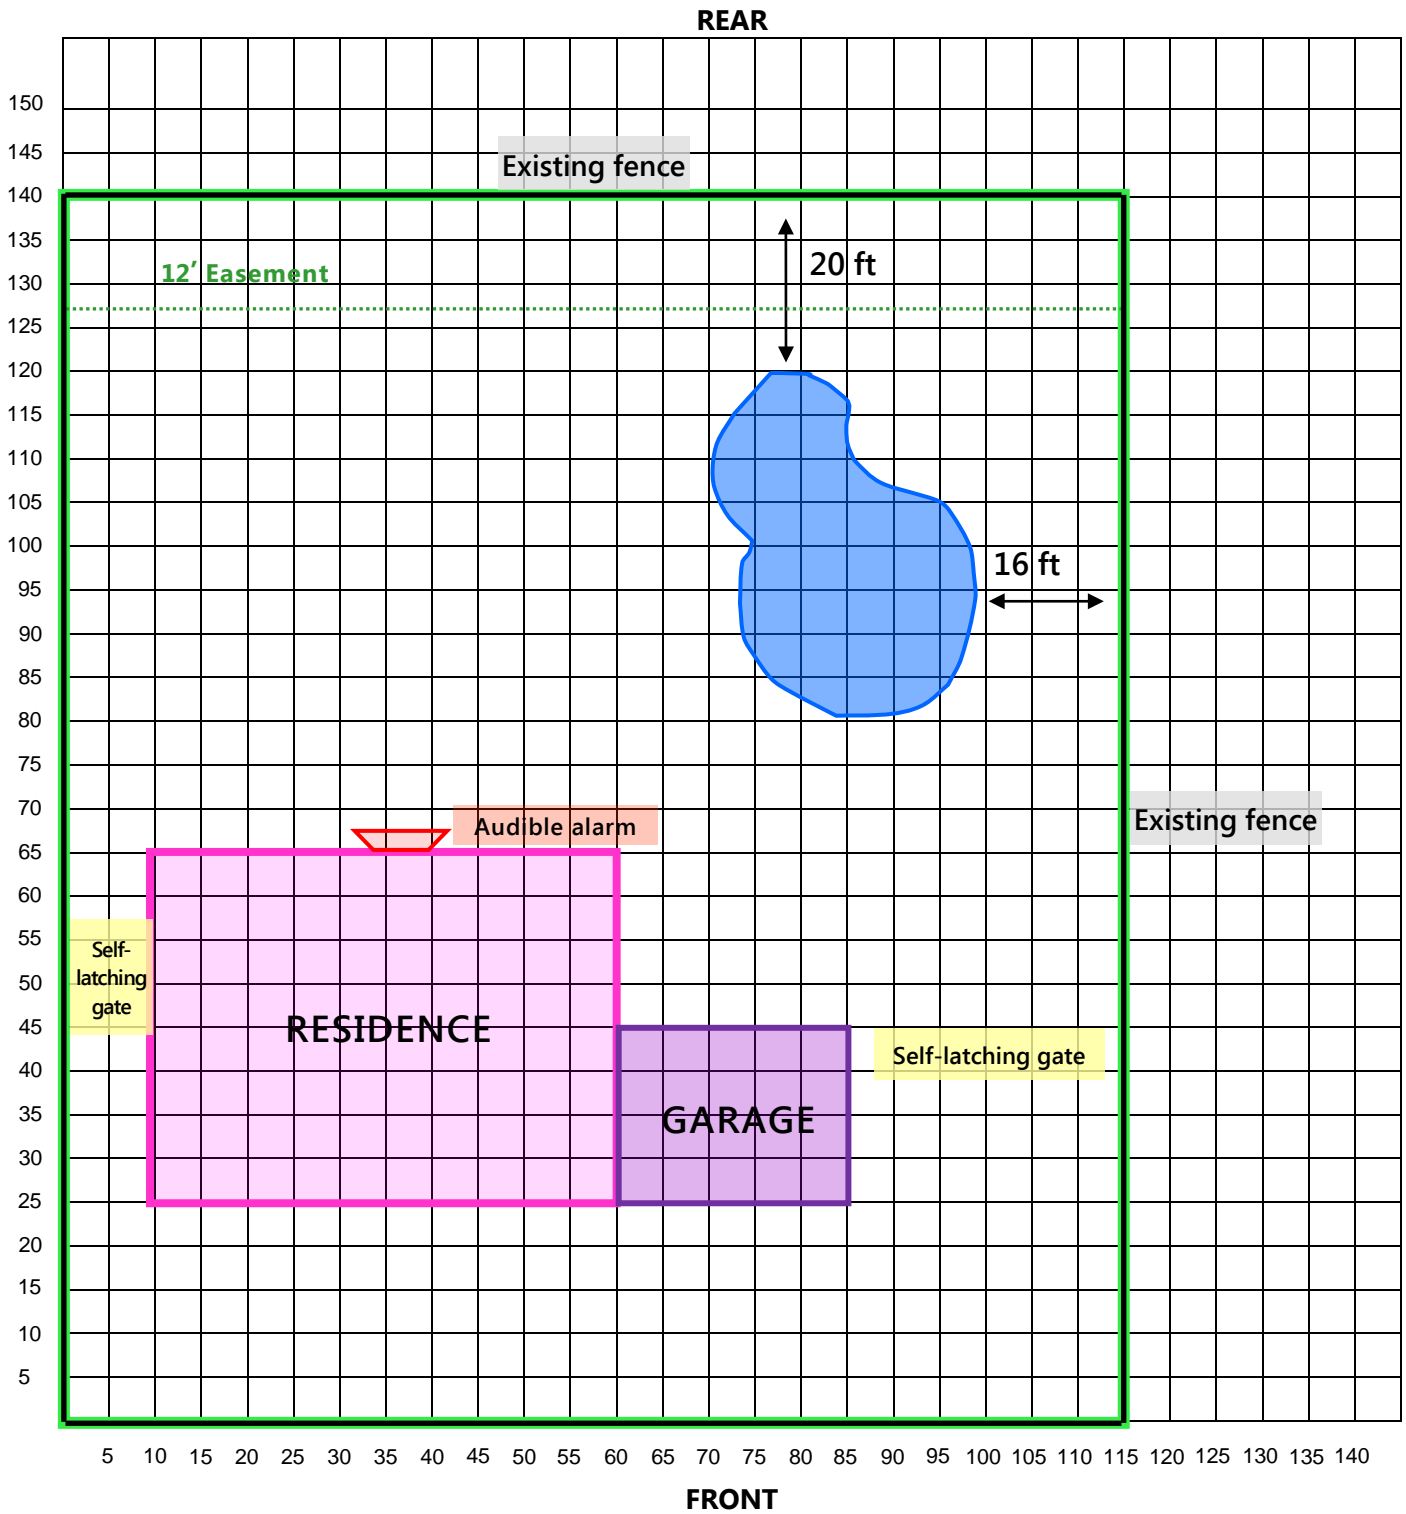 REAR
150
145
Existing fence
140
135
20 ft
12’ Easement
130
125
120
115
110
105
100
16 ft
95
90
85
80
75
70
Existing fence
Audible alarm
65
60
55
Self-
latching
gate
50
45
RESIDENCE
Self-latching gate
40
35
GARAGE
30
25
20
15
10
5
5 10 15 20 25 30 35 40 45 50 55 60 65 70 75 80 85 90 95 100 105 110 115 120 125 130 135 140
FRONT